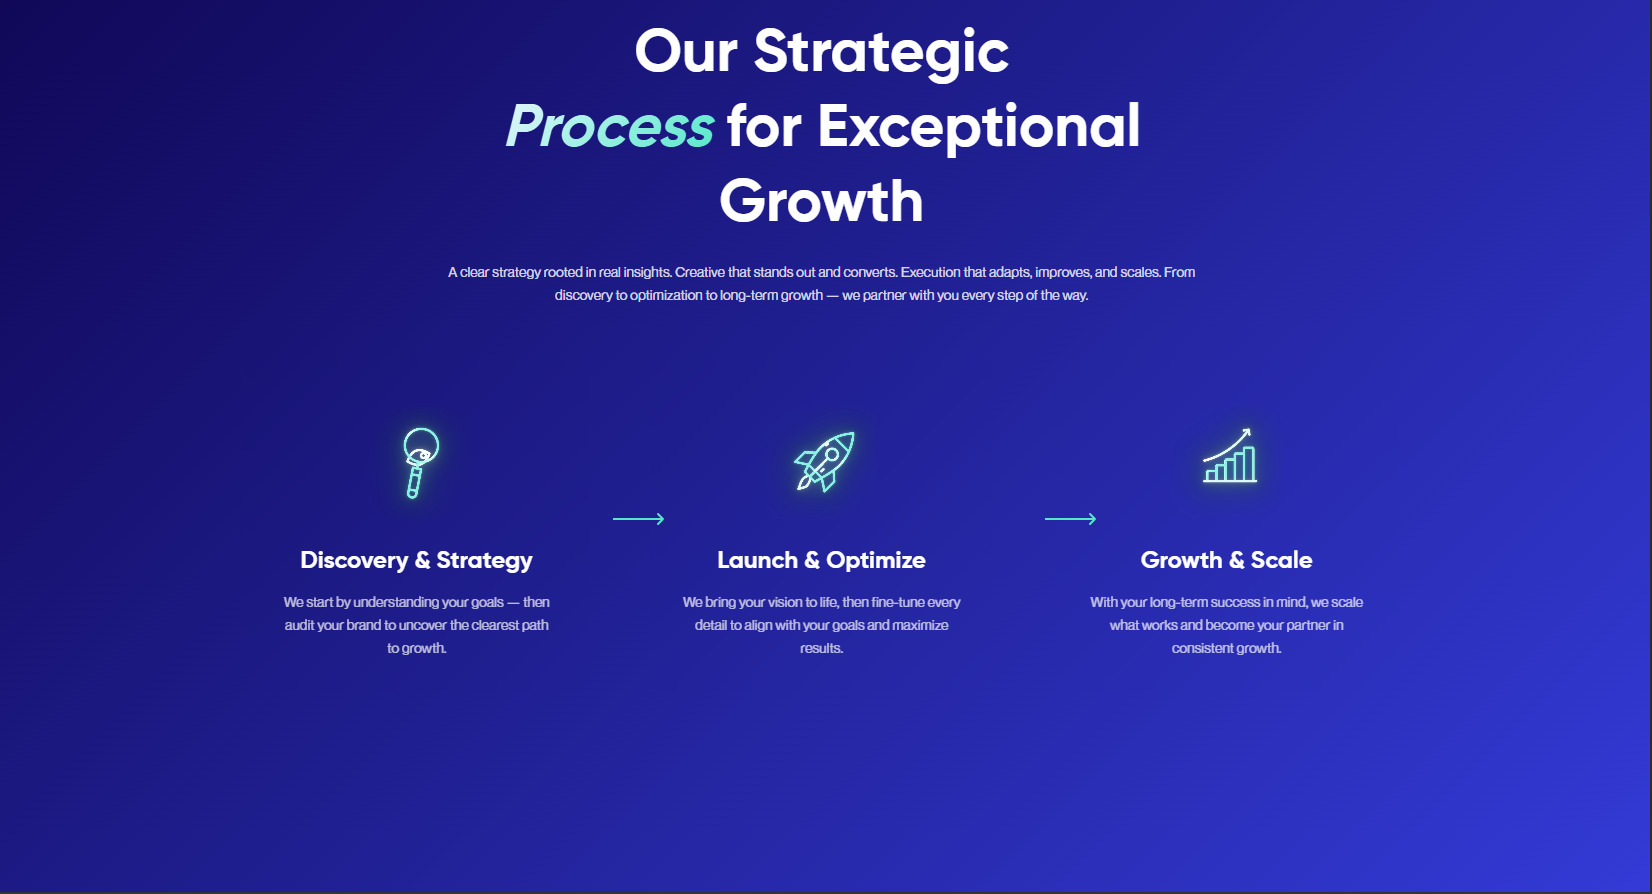 Our Strategic
Process for Exceptional
Growth
A clear strategy rooted in real insights. Creative that stands out and converts. Execution that adapts, improves, and scales. From
discovery to optimization to long-term growth — we partner with you every step of the way.
Discovery & Strategy
We start by understanding your goals — then
audit your brand to uncover the clearest path
to growth.
Launch & Optimize
We bring your vision to life, then fine-tune every
detail to align with your goals and maximize
results.
Growth & Scale
With your long-term success in mind, we scale
what works and become your partner in
consistent growth.